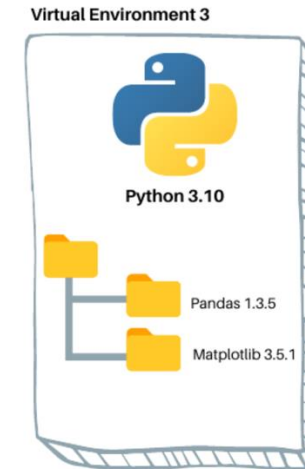 Virtual Environment 3
Python 3.10
Pandas 1.3.5
Matplotlib 3.5.1